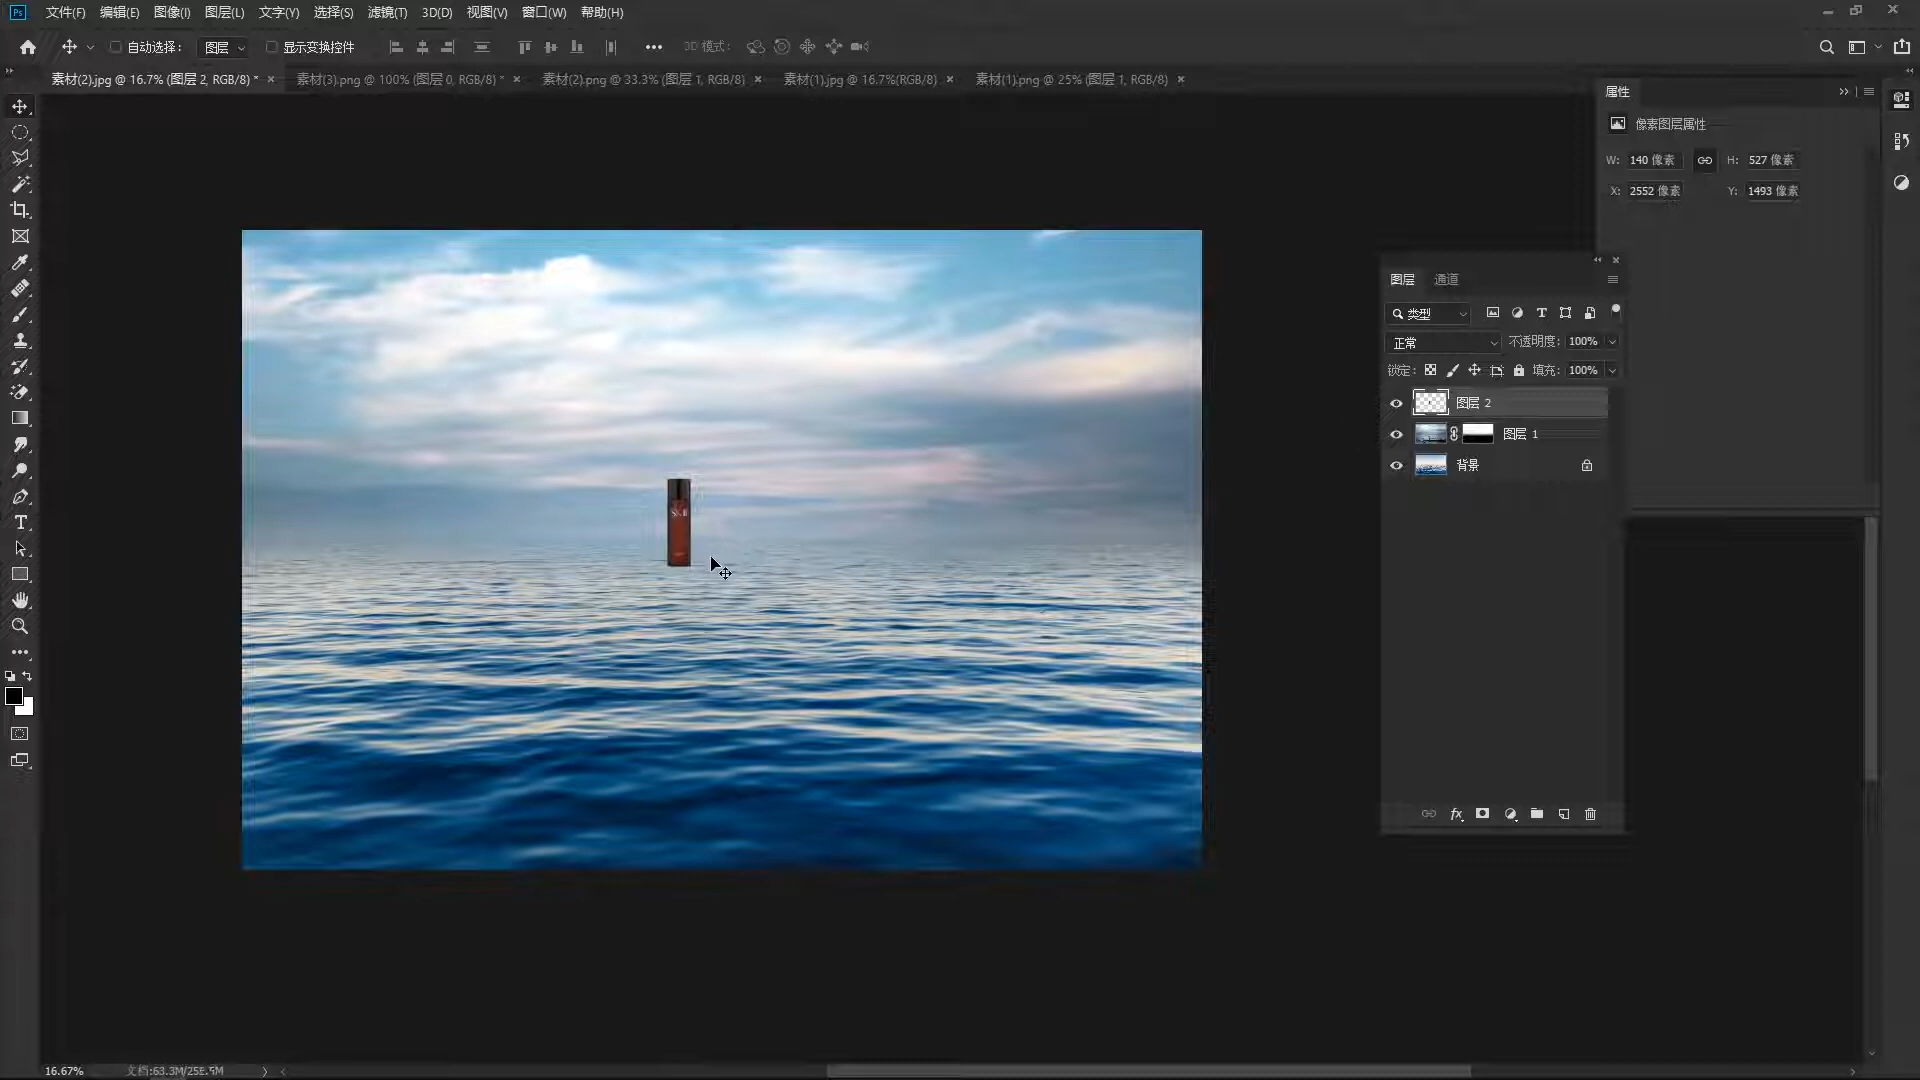 Ps 文件(F) 编辑(E) 图像(I) 图层(L) 文字(Y) 选择(S) 滤镜(T) 3D(D) 视图(V) 窗口(W) 帮助(H)
自动选择: 图层 显示变换控件 3D 模式:
素材(2).jpg @ 16.7% (图层 2, RGB/8) * 素材(3).png @ 100% (图层 0, RGB/8) * 素材(2).png @ 33.3% (图层 1, RGB/8) 素材(1).jpg @ 16.7%(RGB/8) 素材(1).png @ 25% (图层 1, RGB/8)
属性
像素图层属性
W: 140 像素 H: 527 像素
X: 2552 像素 Y: 1493 像素
图层 通道
类型
正常 不透明度: 100%
锁定: 填充: 100%
图层 2
图层 1
背景
fx
16.67% 文档:63.3M/258.5M